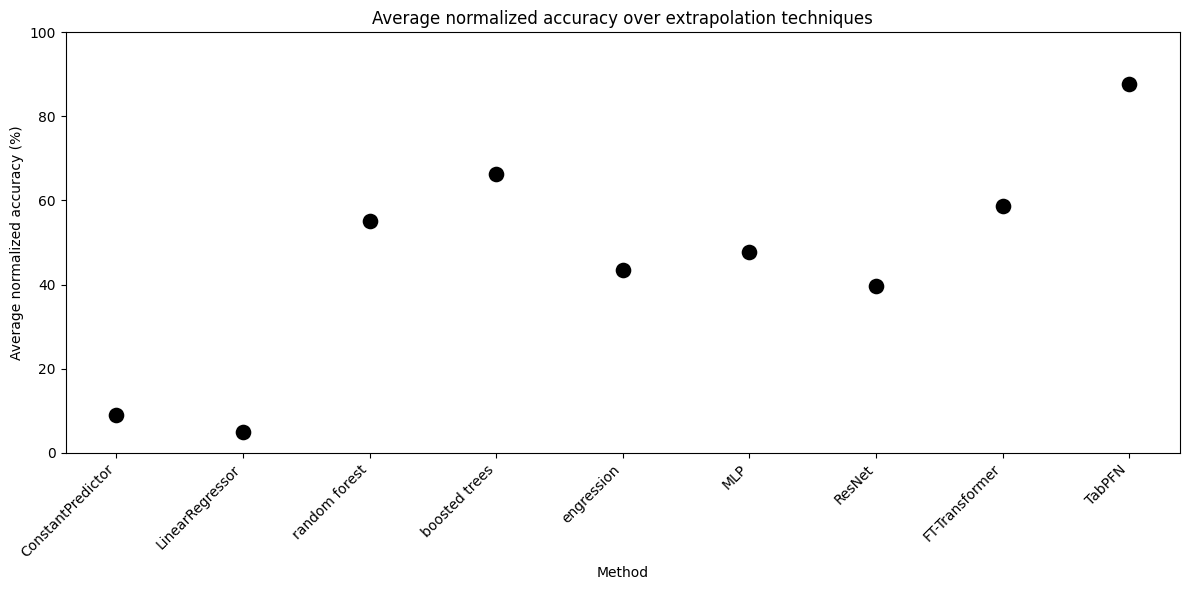 Average normalized accuracy over extrapolation techniques
Average normalized accuracy (%)
100
80
60
40
20
0
ConstantPredictor
LinearRegressor
random forest
boosted trees
engression
MLP
ResNet
FT-Transformer
TabPFN
Method